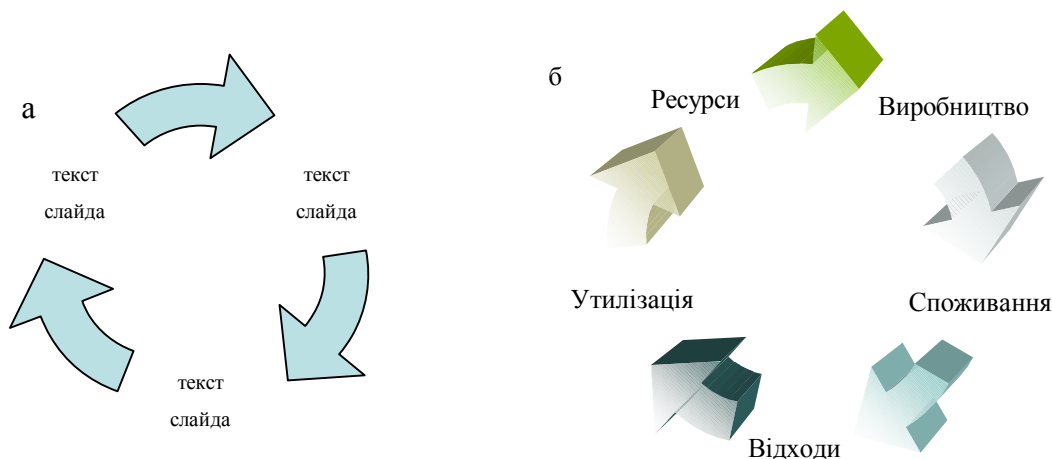 а
текст
слайда
текст
слайда
текст
слайда
б
Ресурси
Виробництво
Утилізація
Споживання
Відходи